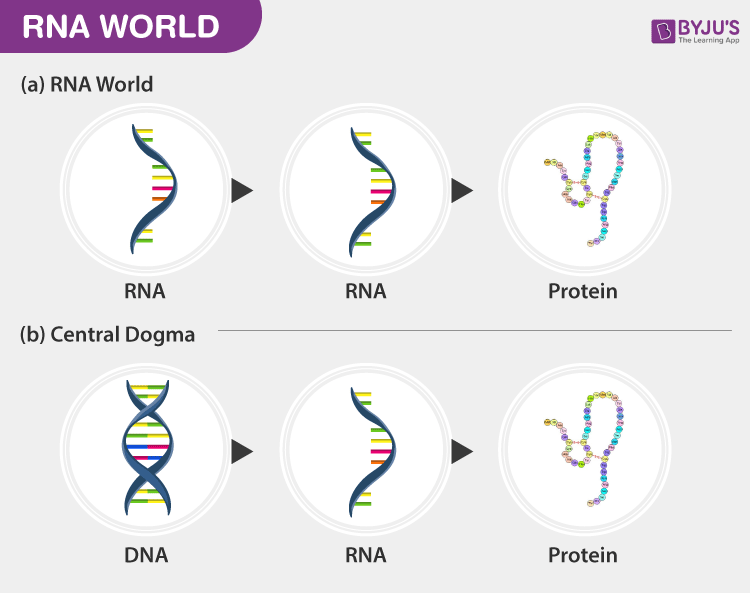 RNA WORLD
BYJU'S
The Learning App
(a) RNA World
RNA
RNA
Protein
(b) Central Dogma
DNA
RNA
Protein